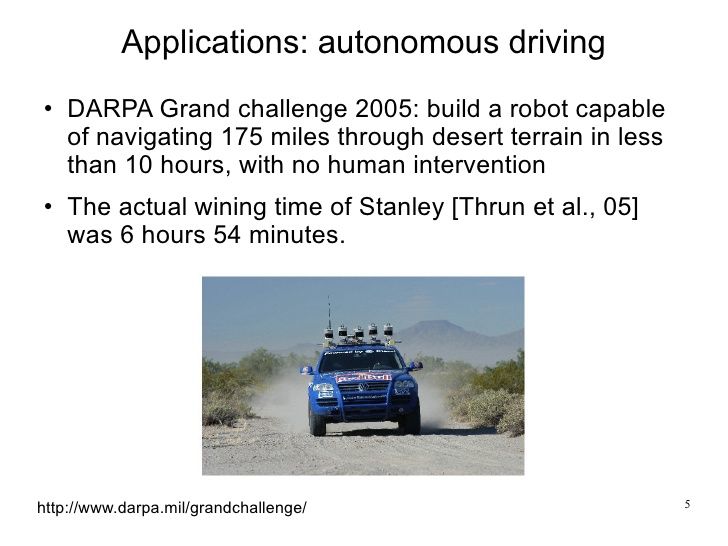 Applications: autonomous driving
• DARPA Grand challenge 2005: build a robot capable
of navigating 175 miles through desert terrain in less
than 10 hours, with no human intervention
• The actual wining time of Stanley [Thrun et al., 05]
was 6 hours 54 minutes.
Red Bull
http://www.darpa.mil/grandchallenge/
5